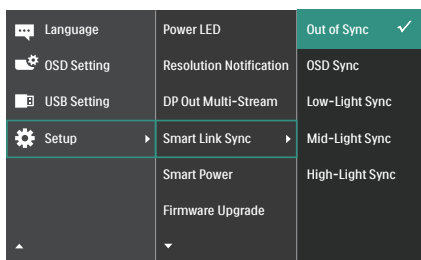 Language
OSD Setting
USB Setting
Setup
Power LED
Resolution Notification
DP Out Multi-Stream
Smart Link Sync
Smart Power
Firmware Upgrade
Out of Sync
OSD Sync
Low-Light Sync
Mid-Light Sync
High-Light Sync